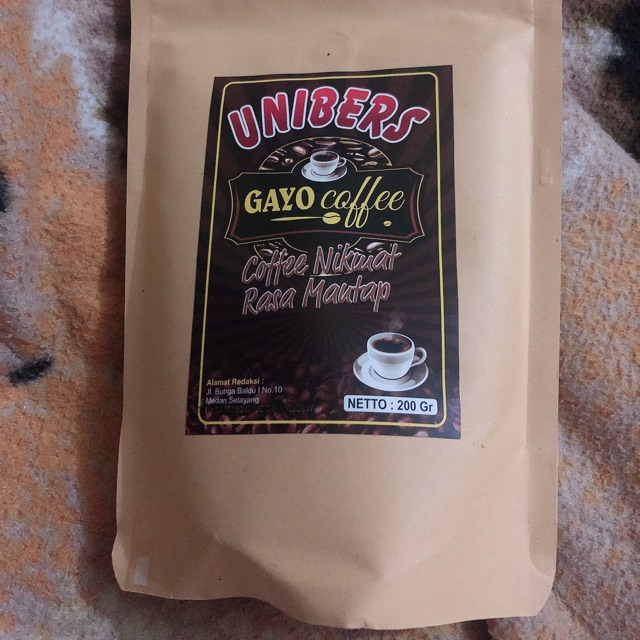 UNIBERS
GAYO coffee
Coffee Nikmat
Rasa Mantap
Alamat Redaksi :
Jl. Bunga Baldu I No.10
Medan Selayang
NETTO : 200 Gr